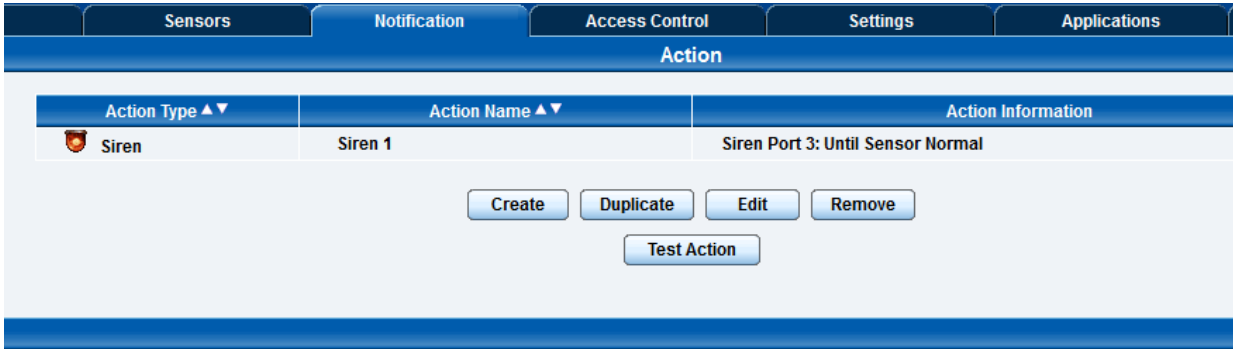 Sensors Notification Access Control Settings Applications
Action
Action Type Action Name Action Information
Siren Siren 1 Siren Port 3: Until Sensor Normal
Create Duplicate Edit Remove
Test Action